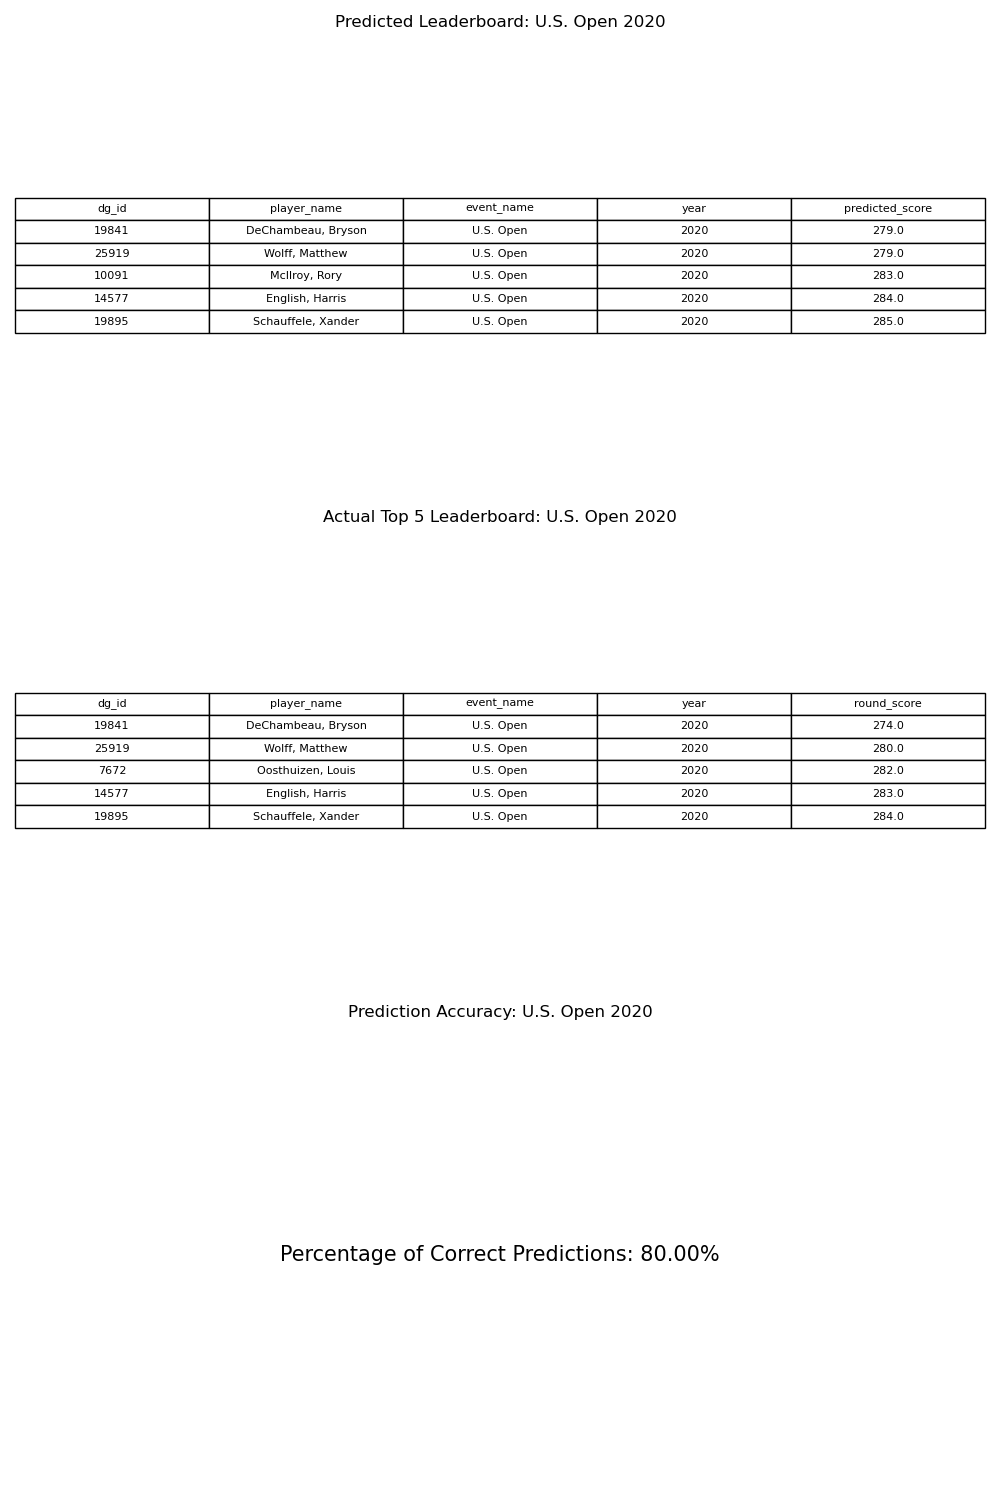 Predicted Leaderboard: U.S. Open 2020
dg_id player_name event_name year predicted_score
19841 DeChambeau, Bryson U.S. Open 2020 279.0
25919 Wolff, Matthew U.S. Open 2020 279.0
10091 McIlroy, Rory U.S. Open 2020 283.0
14577 English, Harris U.S. Open 2020 284.0
19895 Schauffele, Xander U.S. Open 2020 285.0
Actual Top 5 Leaderboard: U.S. Open 2020
dg_id player_name event_name year round_score
19841 DeChambeau, Bryson U.S. Open 2020 274.0
25919 Wolff, Matthew U.S. Open 2020 280.0
7672 Oosthuizen, Louis U.S. Open 2020 282.0
14577 English, Harris U.S. Open 2020 283.0
19895 Schauffele, Xander U.S. Open 2020 284.0
Prediction Accuracy: U.S. Open 2020
Percentage of Correct Predictions: 80.00%